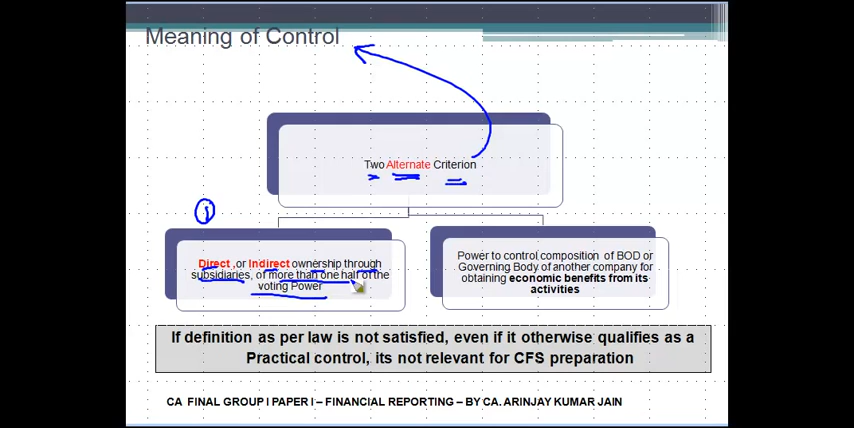 Meaning of Control
Two Alternate Criterion
Direct ,or Indirect ownership through
subsidiaries, of more than one half of the
voting Power
Power to control composition of BOD or
Governing Body of another company for
obtaining economic benefits from its
activities
If definition as per law is not satisfied, even if it otherwise qualifies as a
Practical control, its not relevant for CFS preparation
CA FINAL GROUP I PAPER I – FINANCIAL REPORTING – BY CA. ARINJAY KUMAR JAIN